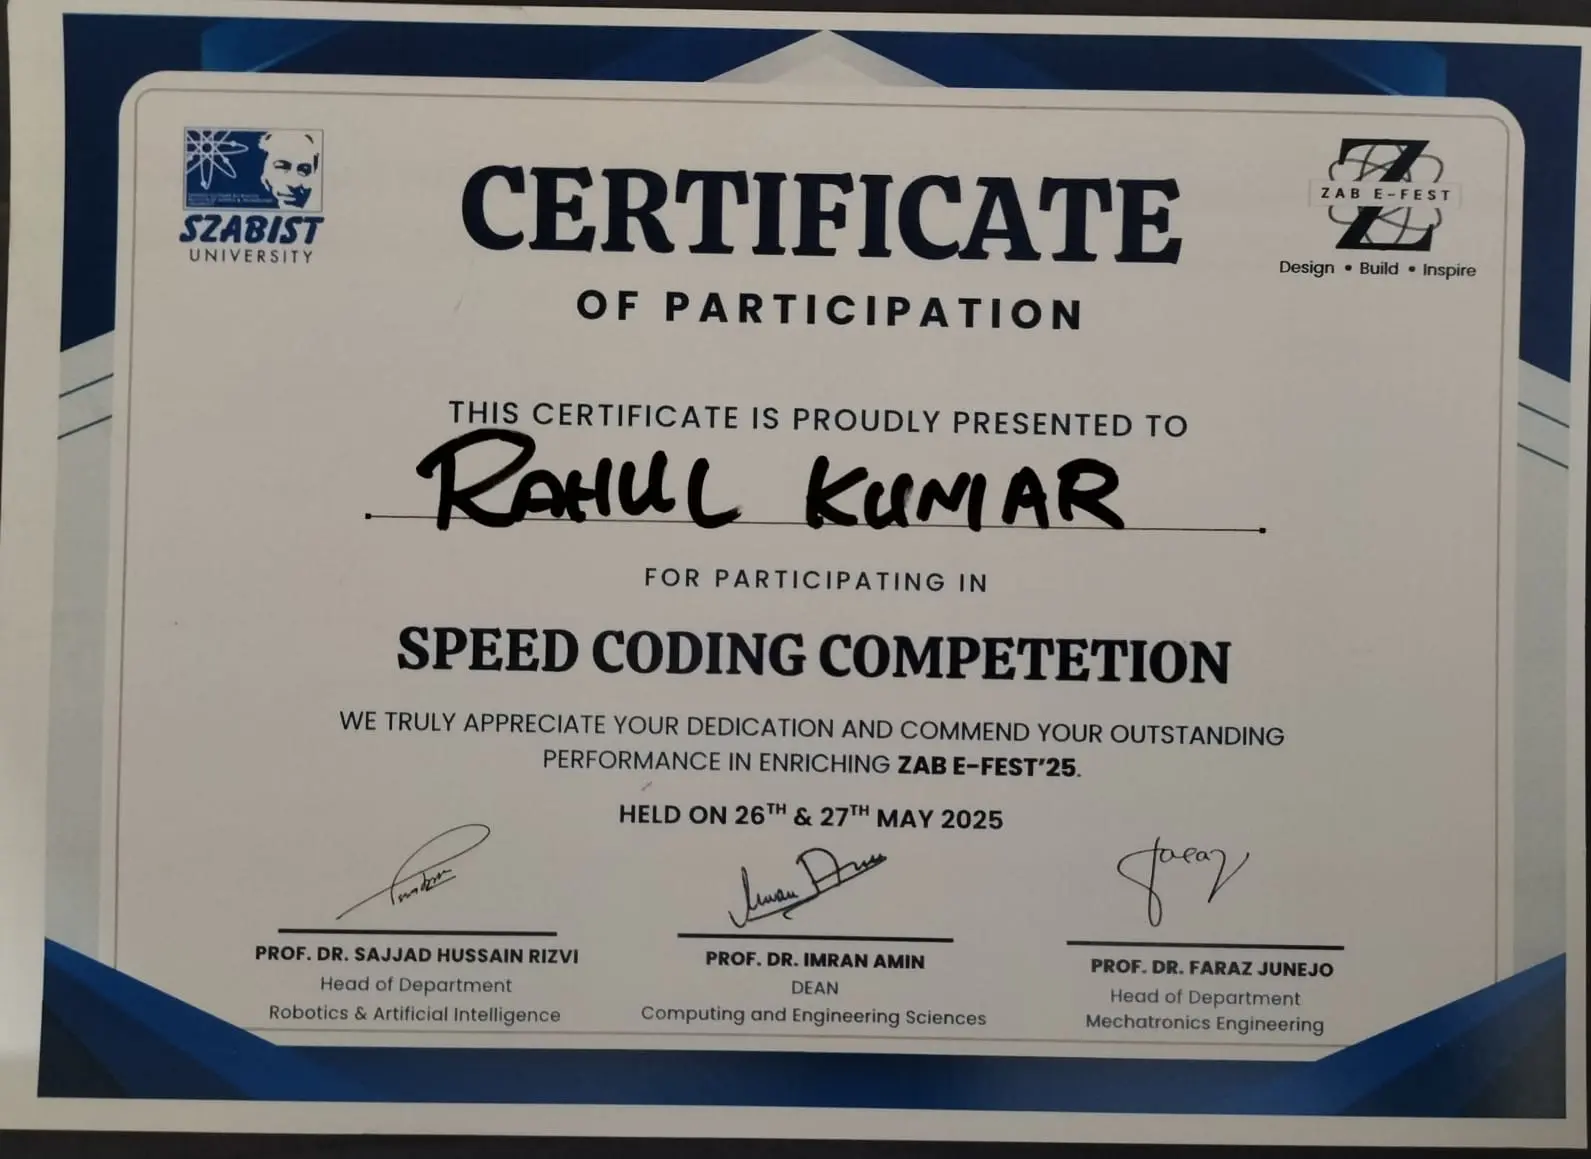 SZABIST
UNIVERSITY
ZAB E-FEST
Design • Build • Inspire
CERTIFICATE
OF PARTICIPATION
THIS CERTIFICATE IS PROUDLY PRESENTED TO
RAHUL KUMAR
FOR PARTICIPATING IN
SPEED CODING COMPETETION
WE TRULY APPRECIATE YOUR DEDICATION AND COMMEND YOUR OUTSTANDING
PERFORMANCE IN ENRICHING ZAB E-FEST'25.
HELD ON 26TH & 27TH MAY 2025
Imran Amin
Faraz
PROF. DR. SAJJAD HUSSAIN RIZVI
Head of Department
Robotics & Artificial Intelligence
PROF. DR. IMRAN AMIN
DEAN
Computing and Engineering Sciences
PROF. DR. FARAZ JUNEJO
Head of Department
Mechatronics Engineering